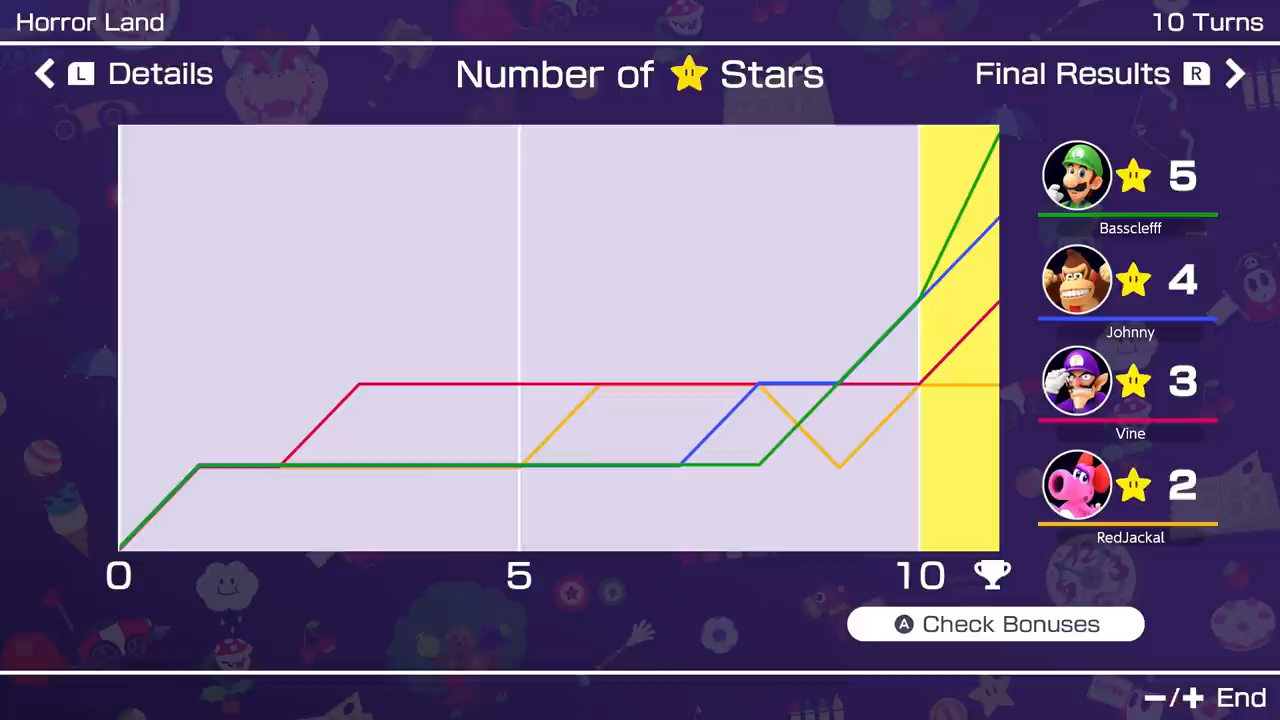 Horror Land
10 Turns
L Details
Number of Stars
Final Results R
5
Bassclefff
4
Johnny
3
Vine
2
RedJackal
0 5 10
A Check Bonuses
−/+ End